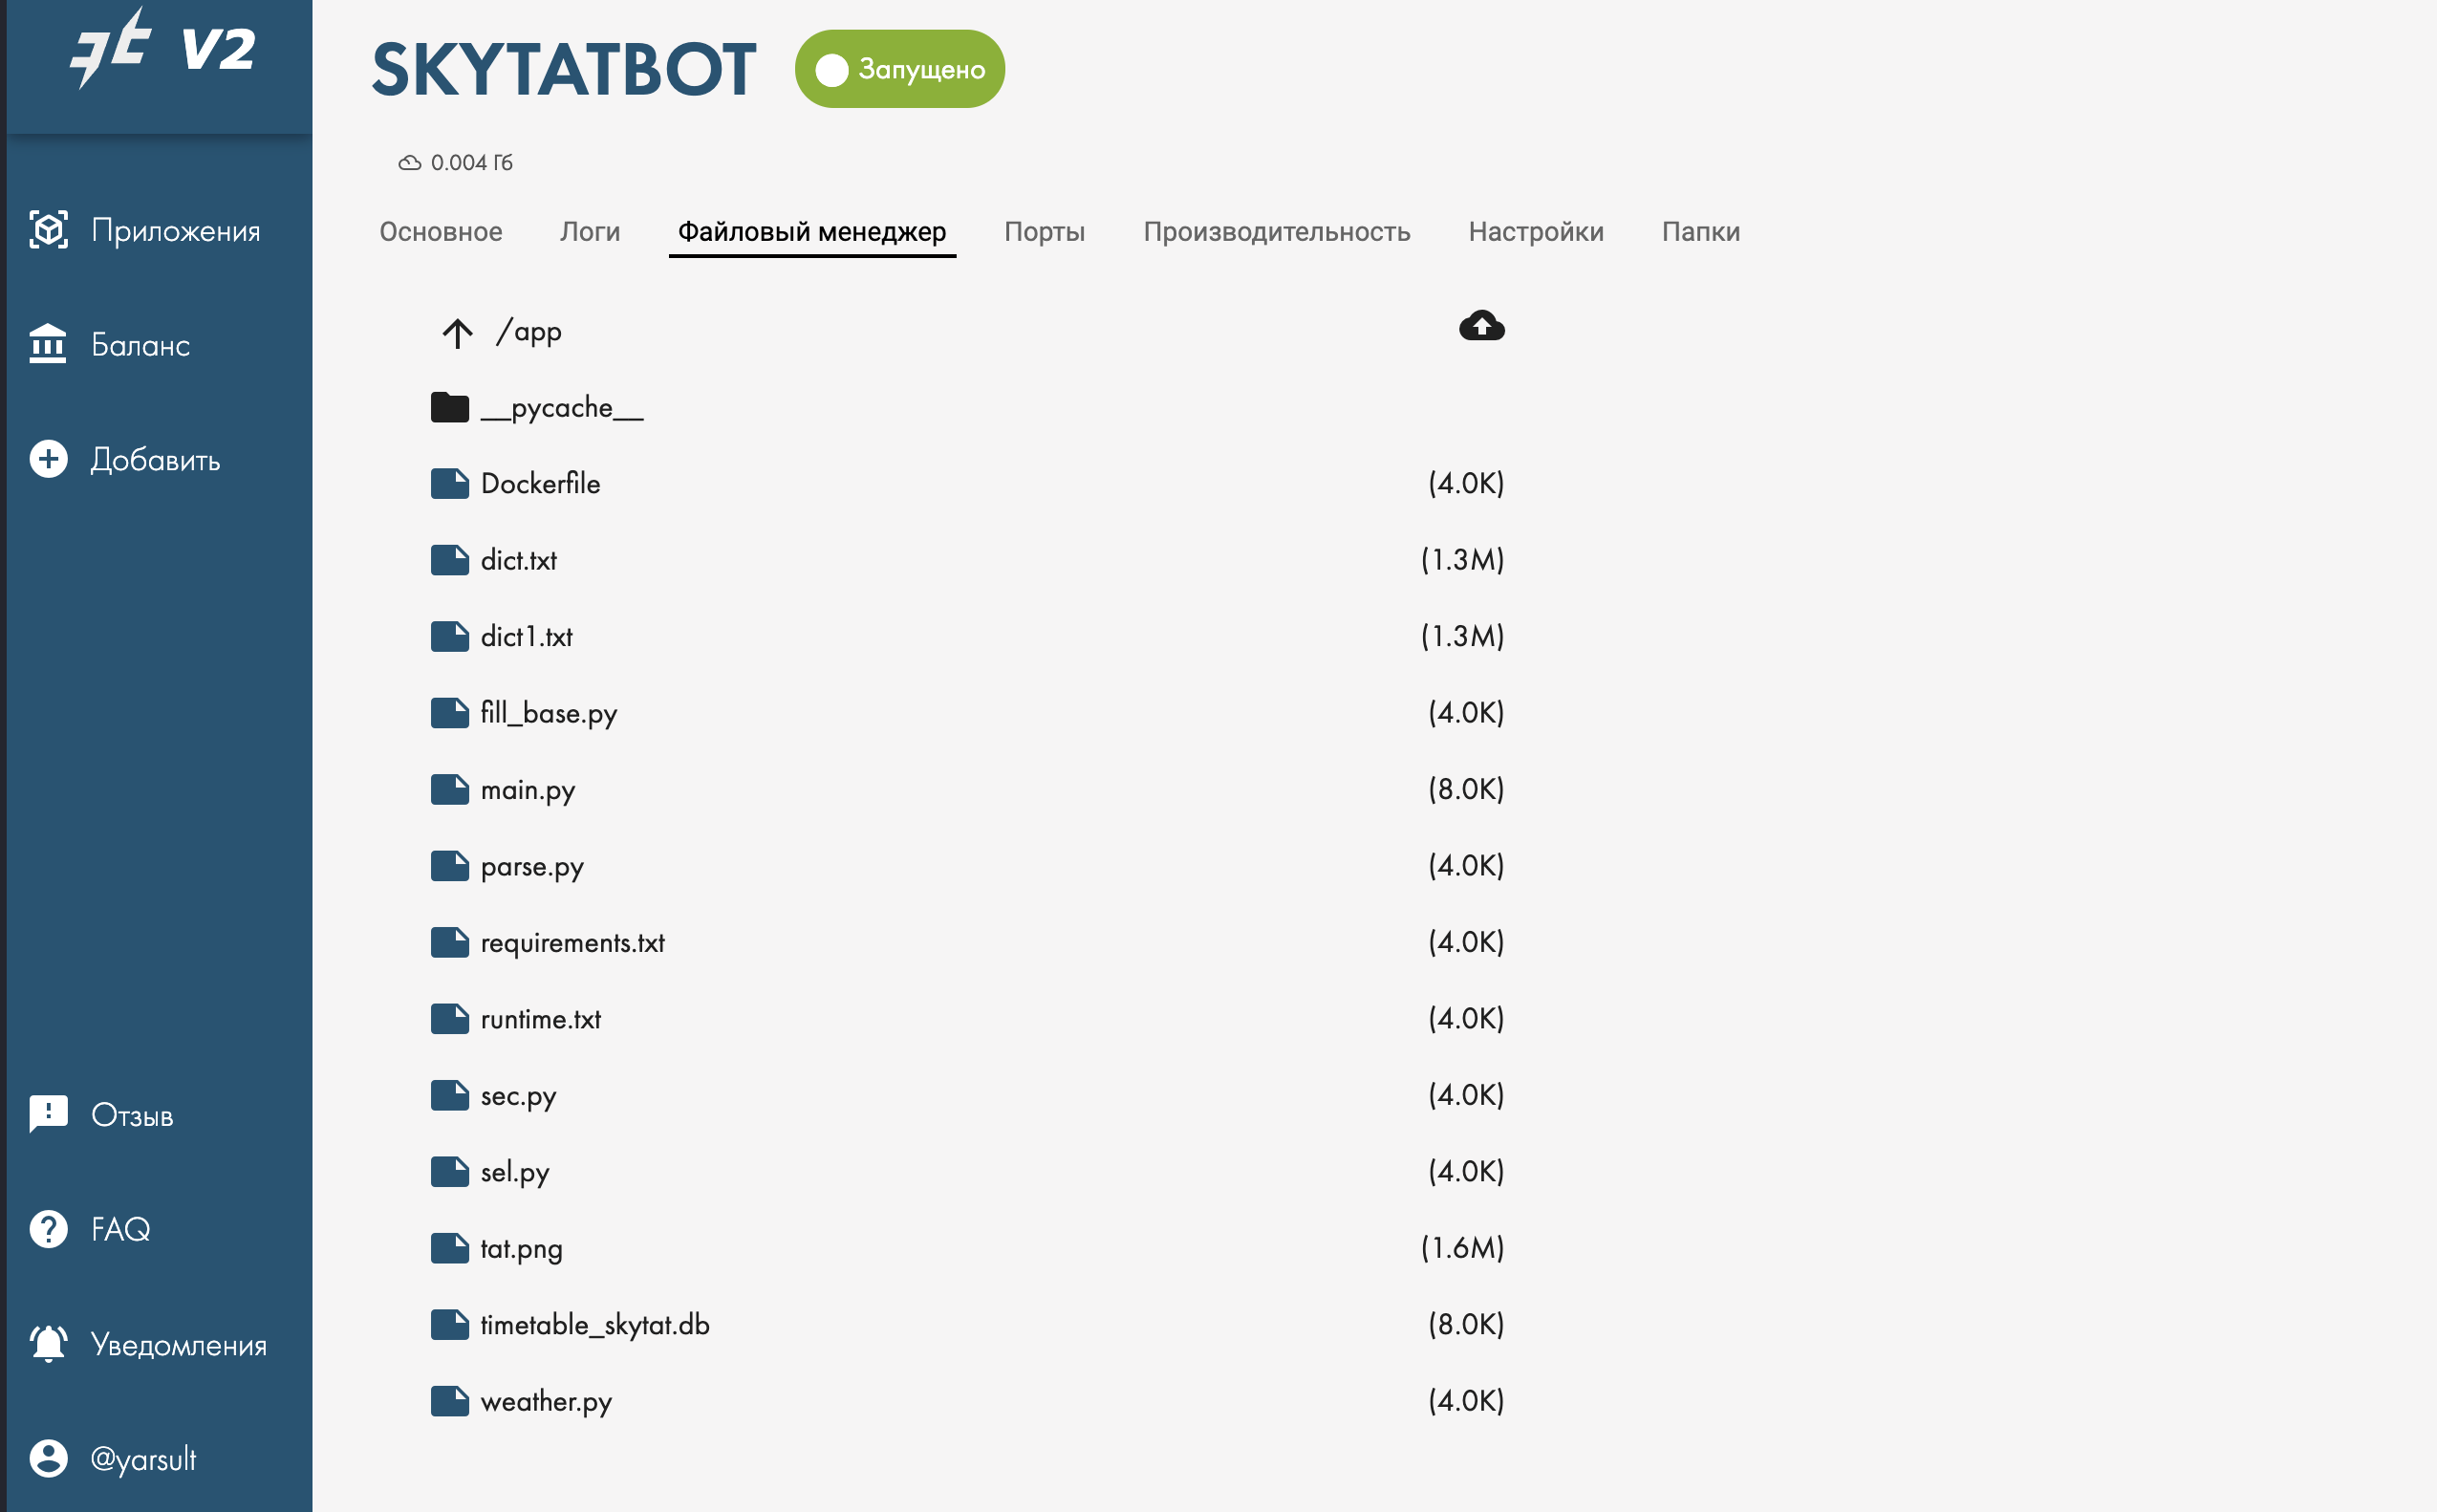 V2
Приложения
Баланс
Добавить
Отзыв
FAQ
Уведомления
@yarsult
SKYTATBOT
Запущено
0.004 Гб
Основное Логи Файловый менеджер Порты Производительность Настройки Папки
/app
__pycache__
Dockerfile (4.0K)
dict.txt (1.3M)
dict1.txt (1.3M)
fill_base.py (4.0K)
main.py (8.0K)
parse.py (4.0K)
requirements.txt (4.0K)
runtime.txt (4.0K)
sec.py (4.0K)
sel.py (4.0K)
tat.png (1.6M)
timetable_skytat.db (8.0K)
weather.py (4.0K)